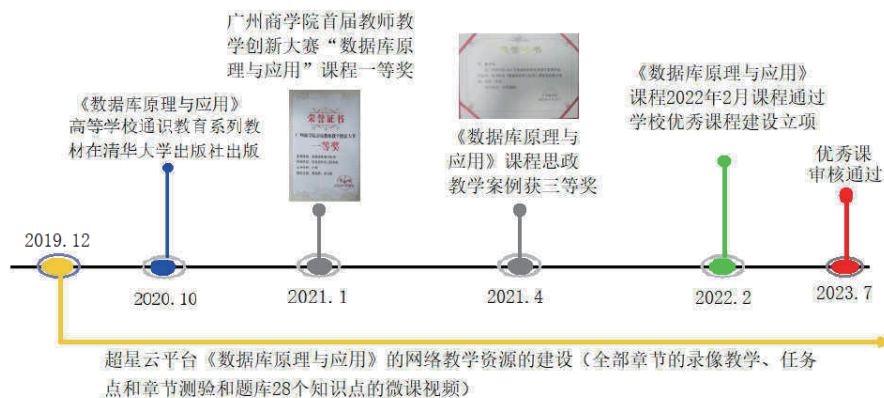 广州商学院首届教师教
学创新大赛“数据库原
理与应用”课程一等奖
《数据库原理与应用》
高等学校通识教育系列教
材在清华大学出版社出版
荣誉证书
一等奖
《数据库原理与
应用》课程思政
教学案例获三等奖
《数据库原理与应用》
课程2022年2月课程通过
学校优秀课程建设立项
优秀课
审核通过
2019.12
2020.10
2021.1
2021.4
2022.2
2023.7
超星云平台《数据库原理与应用》的网络教学资源的建设（全部章节的录像教学、任务
点和章节测验和题库28个知识点的微课视频）